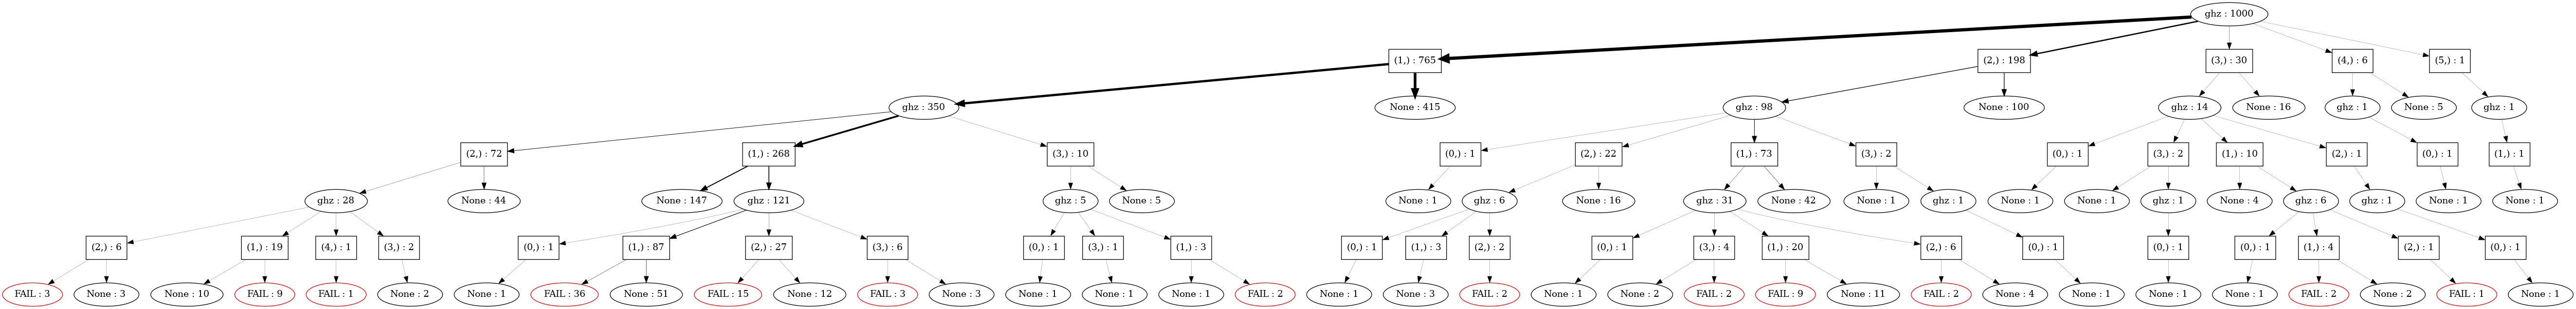 ghz : 1000
(1,) : 765
(2,) : 198
(3,) : 30
(4,) : 6
(5,) : 1
ghz : 350
None : 415
ghz : 98
None : 100
ghz : 14
None : 16
ghz : 1
None : 5
ghz : 1
(2,) : 72
(1,) : 268
(3,) : 10
(0,) : 1
(2,) : 22
(1,) : 73
(3,) : 2
(0,) : 1
(3,) : 2
(1,) : 10
(2,) : 1
(0,) : 1
(1,) : 1
ghz : 28
None : 44
None : 147
ghz : 121
ghz : 5
None : 5
None : 1
ghz : 6
None : 16
ghz : 31
None : 42
None : 1
ghz : 1
None : 1
None : 1
ghz : 1
None : 4
ghz : 6
ghz : 1
None : 1
None : 1
(2,) : 6
(1,) : 19
(4,) : 1
(3,) : 2
(0,) : 1
(1,) : 87
(2,) : 27
(3,) : 6
(0,) : 1
(3,) : 1
(1,) : 3
(0,) : 1
(1,) : 3
(2,) : 2
(0,) : 1
(3,) : 4
(1,) : 20
(2,) : 6
(0,) : 1
(0,) : 1
(0,) : 1
(1,) : 4
(2,) : 1
(0,) : 1
FAIL : 3
None : 3
None : 10
FAIL : 9
FAIL : 1
None : 2
None : 1
FAIL : 36
None : 51
FAIL : 15
None : 12
FAIL : 3
None : 3
None : 1
None : 1
None : 1
FAIL : 2
None : 1
None : 3
FAIL : 2
None : 1
None : 2
FAIL : 2
FAIL : 9
None : 11
FAIL : 2
None : 4
None : 1
None : 1
None : 1
FAIL : 2
None : 2
FAIL : 1
None : 1